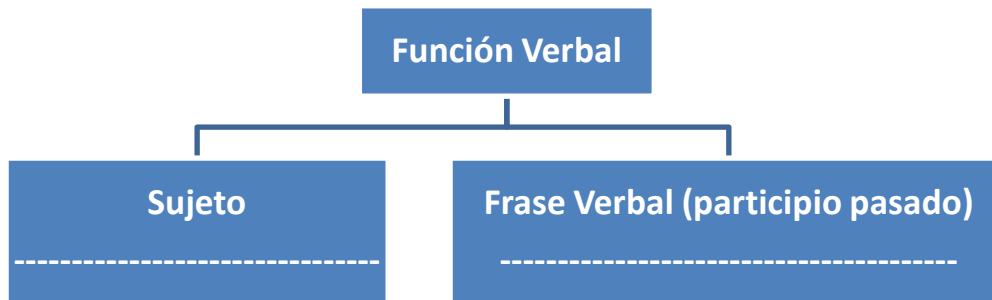 Función Verbal
Sujeto
--------------------------------
Frase Verbal (participio pasado)
----------------------------------------